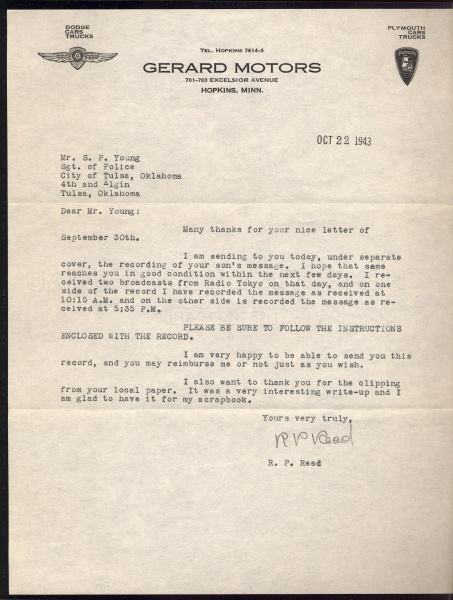 DODGE
CARS
TRUCKS
PLYMOUTH
CARS
TRUCKS
TEL. HOPKINS 7614-5
GERARD MOTORS
701-703 EXCELSIOR AVENUE
HOPKINS, MINN.
OCT 22 1943
Mr. S. P. Young
Sgt. of Police
City of Tulsa, Oklahoma
4th and Algin
Tulsa, Oklahoma
Dear Mr. Young:
Many thanks for your nice letter of
September 30th.
I am sending to you today, under separate
cover, the recording of your son's message. I hope that same
reaches you in good condition within the next few days. I re-
ceived two broadcasts from Radio Tokyo on that day, and on one
side of the record I have recorded the message as received at
10:15 A.M. and on the other side is recorded the message as re-
ceived at 5:35 P.M.
PLEASE BE SURE TO FOLLOW THE INSTRUCTIONS
ENCLOSED WITH THE RECORD.
I am very happy to be able to send you this
record, and you may reimburse me or not just as you wish.
I also want to thank you for the clipping
from your local paper. It was a very interesting write-up and I
am glad to have it for my scrapbook.
Yours very truly,
R P Read
R. P. Read